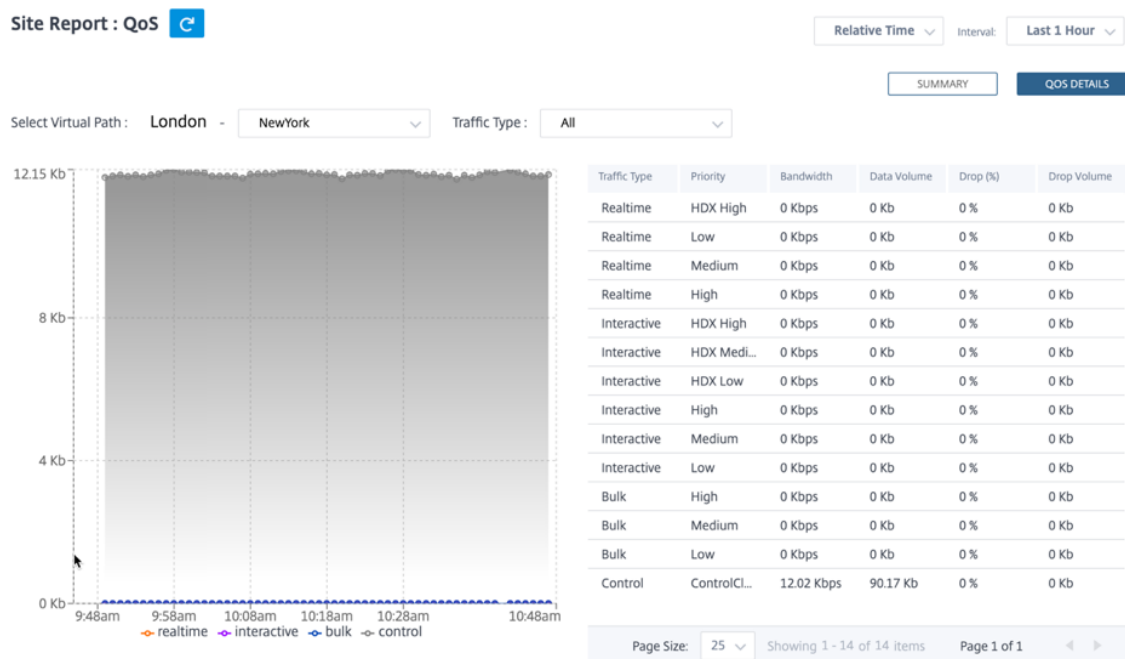 Site Report : QoS
Relative Time Interval: Last 1 Hour
SUMMARY QOS DETAILS
Select Virtual Path : London - NewYork Traffic Type : All
12.15 Kb
8 Kb
4 Kb
0 Kb
9:48am 9:58am 10:08am 10:18am 10:28am 10:48am
realtime interactive bulk control
Traffic Type Priority Bandwidth Data Volume Drop (%) Drop Volume
Realtime HDX High 0 Kbps 0 Kb 0 % 0 Kb
Realtime Low 0 Kbps 0 Kb 0 % 0 Kb
Realtime Medium 0 Kbps 0 Kb 0 % 0 Kb
Realtime High 0 Kbps 0 Kb 0 % 0 Kb
Interactive HDX High 0 Kbps 0 Kb 0 % 0 Kb
Interactive HDX Medi... 0 Kbps 0 Kb 0 % 0 Kb
Interactive HDX Low 0 Kbps 0 Kb 0 % 0 Kb
Interactive High 0 Kbps 0 Kb 0 % 0 Kb
Interactive Medium 0 Kbps 0 Kb 0 % 0 Kb
Interactive Low 0 Kbps 0 Kb 0 % 0 Kb
Bulk High 0 Kbps 0 Kb 0 % 0 Kb
Bulk Medium 0 Kbps 0 Kb 0 % 0 Kb
Bulk Low 0 Kbps 0 Kb 0 % 0 Kb
Control ControlCl... 12.02 Kbps 90.17 Kb 0 % 0 Kb
Page Size: 25 Showing 1 - 14 of 14 items Page 1 of 1